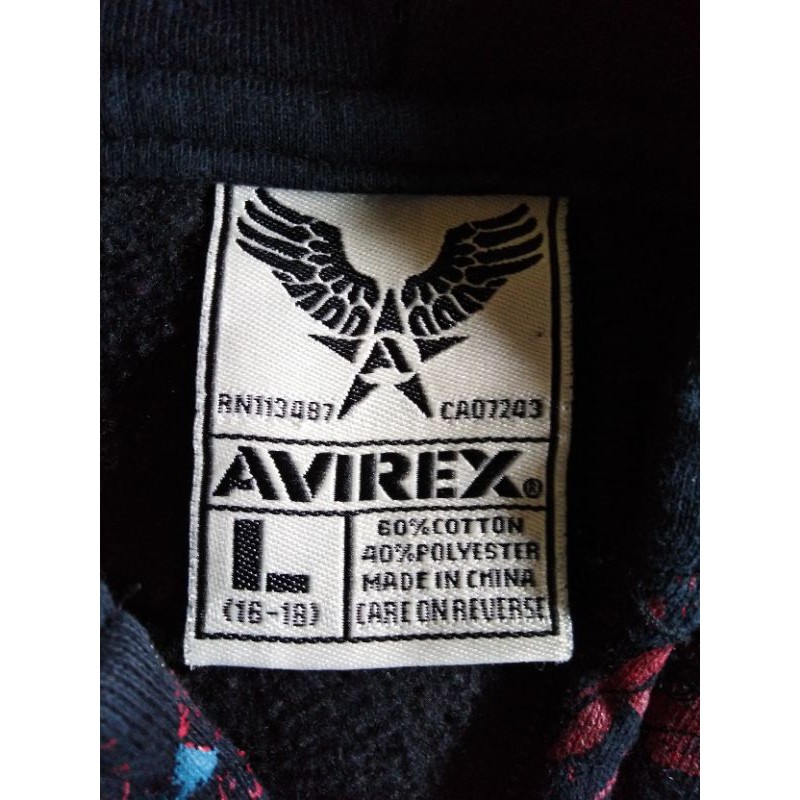 A
RN113487 CA07243
AVIREX®
L
(16-18)
60%COTTON
40%POLYESTER
MADE IN CHINA
CARE ON REVERSE